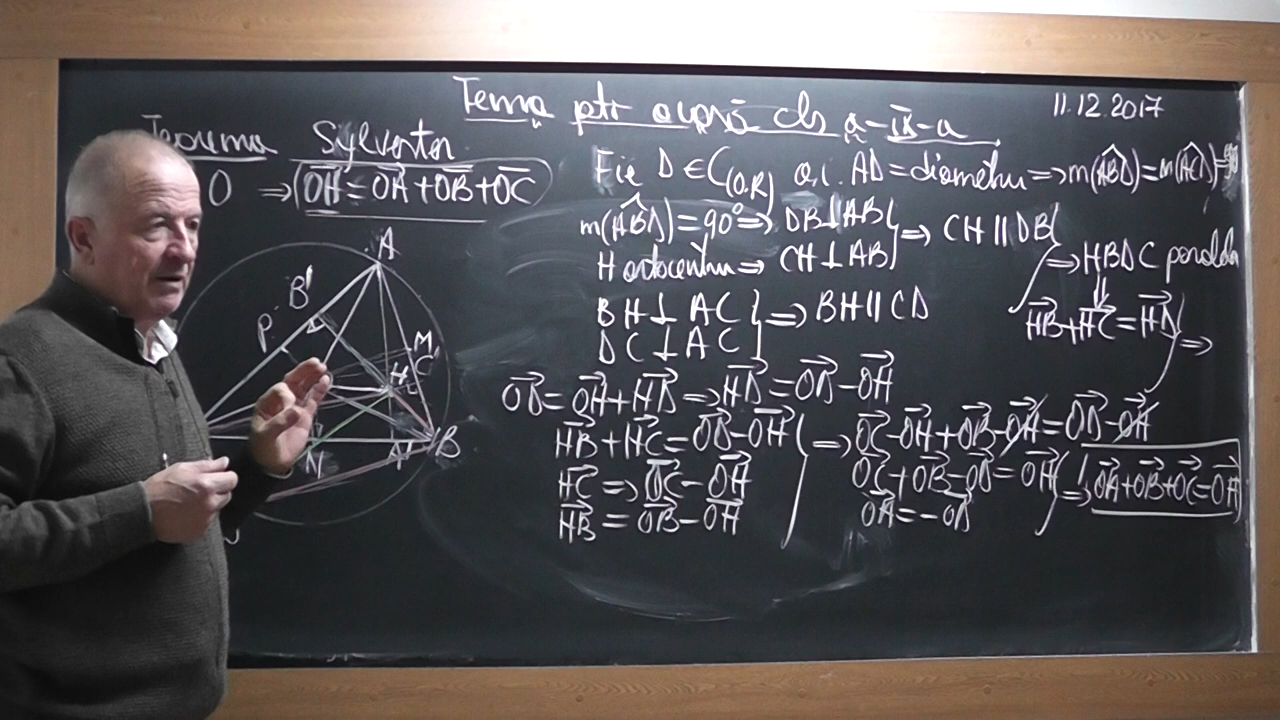 Tema ptr acasă cls a-IX-a
11.12.2017
Teorema Sylvester
O ⇒ OH⃗ = OA⃗ + OB⃗ + OC⃗
A
B'
P
M
C'
H
B
N
A'
Fie D ∈ C(O,R) a.î. AD = diametru ⇒ m(ABD) = m(ACD) = 90
m(ABD) = 90° ⇒ DB ⊥ AB
H ortocentru ⇒ CH ⊥ AB
⇒ CH ∥ DB
BH ⊥ AC
DC ⊥ AC
⇒ BH ∥ CD
⇒ HBDC
HB⃗ + HC⃗ = HD⃗ ⇒
OD⃗ = OH⃗ + HD⃗ ⇒ HD⃗ = OD⃗ - OH⃗
HB⃗ + HC⃗ = OD⃗ - OH⃗
HC⃗ ⇒ OC⃗ - OH⃗
HB⃗ = OB⃗ - OH⃗
⇒ OC⃗ - OH⃗ + OB⃗ - OH⃗ = OD⃗ - OH⃗
OC⃗ + OB⃗ - OD⃗ = OH⃗
OA⃗ = -OD⃗
⇒ OA⃗ + OB⃗ + OC⃗ = OH⃗